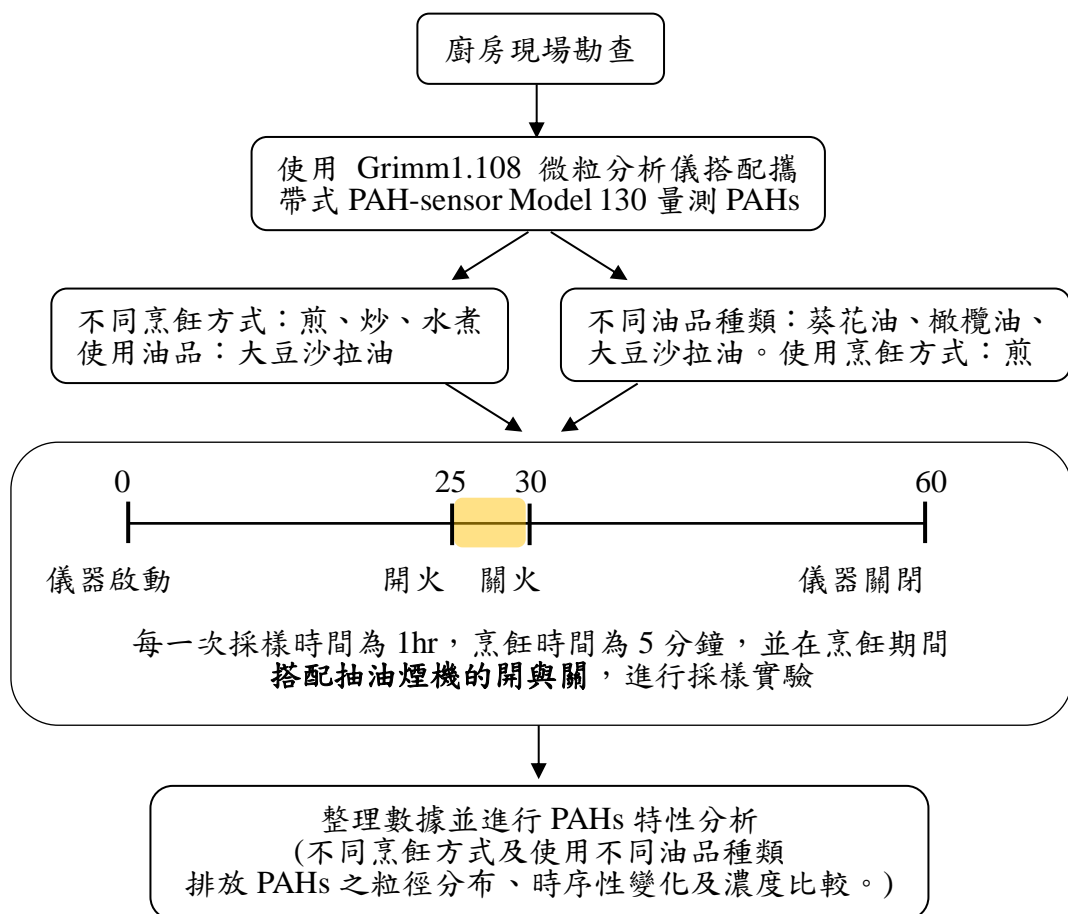 廚房現場勘查
使用 Grimm1.108 微粒分析儀搭配攜
帶式 PAH-sensor Model 130 量測 PAHs
不同烹飪方式：煎、炒、水煮
使用油品：大豆沙拉油
不同油品種類：葵花油、橄欖油、
大豆沙拉油。使用烹飪方式：煎
0 25 30 60
儀器啟動 開火 關火 儀器關閉
每一次採樣時間為 1hr，烹飪時間為 5 分鐘，並在烹飪期間
搭配抽油煙機的開與關，進行採樣實驗
整理數據並進行 PAHs 特性分析
(不同烹飪方式及使用不同油品種類
排放 PAHs 之粒徑分布、時序性變化及濃度比較。)